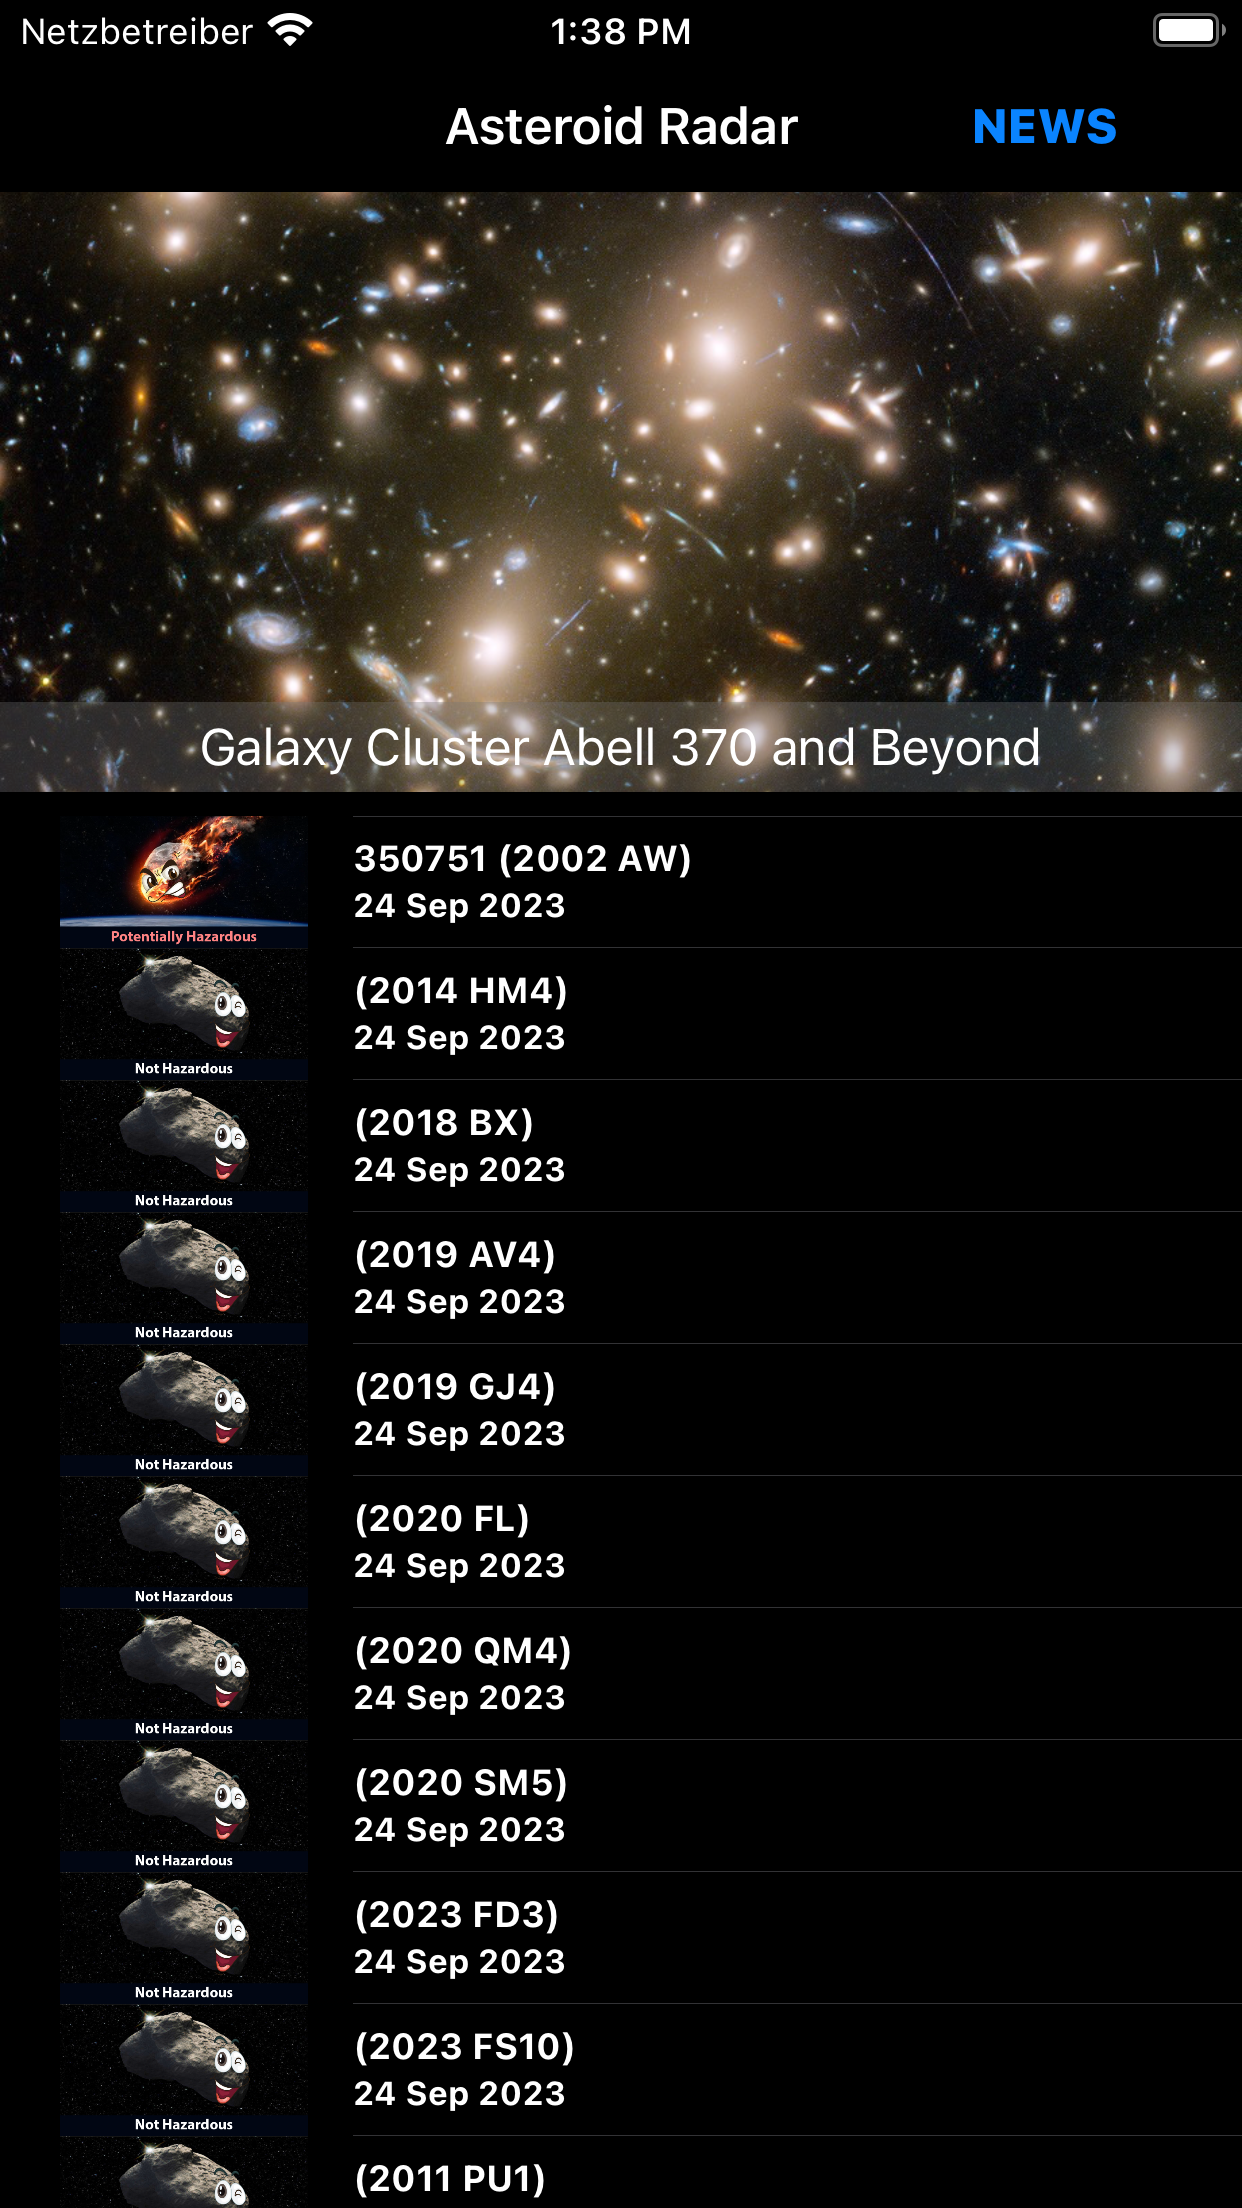 Netzbetreiber 1:38 PM
Asteroid Radar NEWS
Galaxy Cluster Abell 370 and Beyond
350751 (2002 AW)
24 Sep 2023
Potentially Hazardous
(2014 HM4)
24 Sep 2023
Not Hazardous
(2018 BX)
24 Sep 2023
Not Hazardous
(2019 AV4)
24 Sep 2023
Not Hazardous
(2019 GJ4)
24 Sep 2023
Not Hazardous
(2020 FL)
24 Sep 2023
Not Hazardous
(2020 QM4)
24 Sep 2023
Not Hazardous
(2020 SM5)
24 Sep 2023
Not Hazardous
(2023 FD3)
24 Sep 2023
Not Hazardous
(2023 FS10)
24 Sep 2023
Not Hazardous
(2011 PU1)